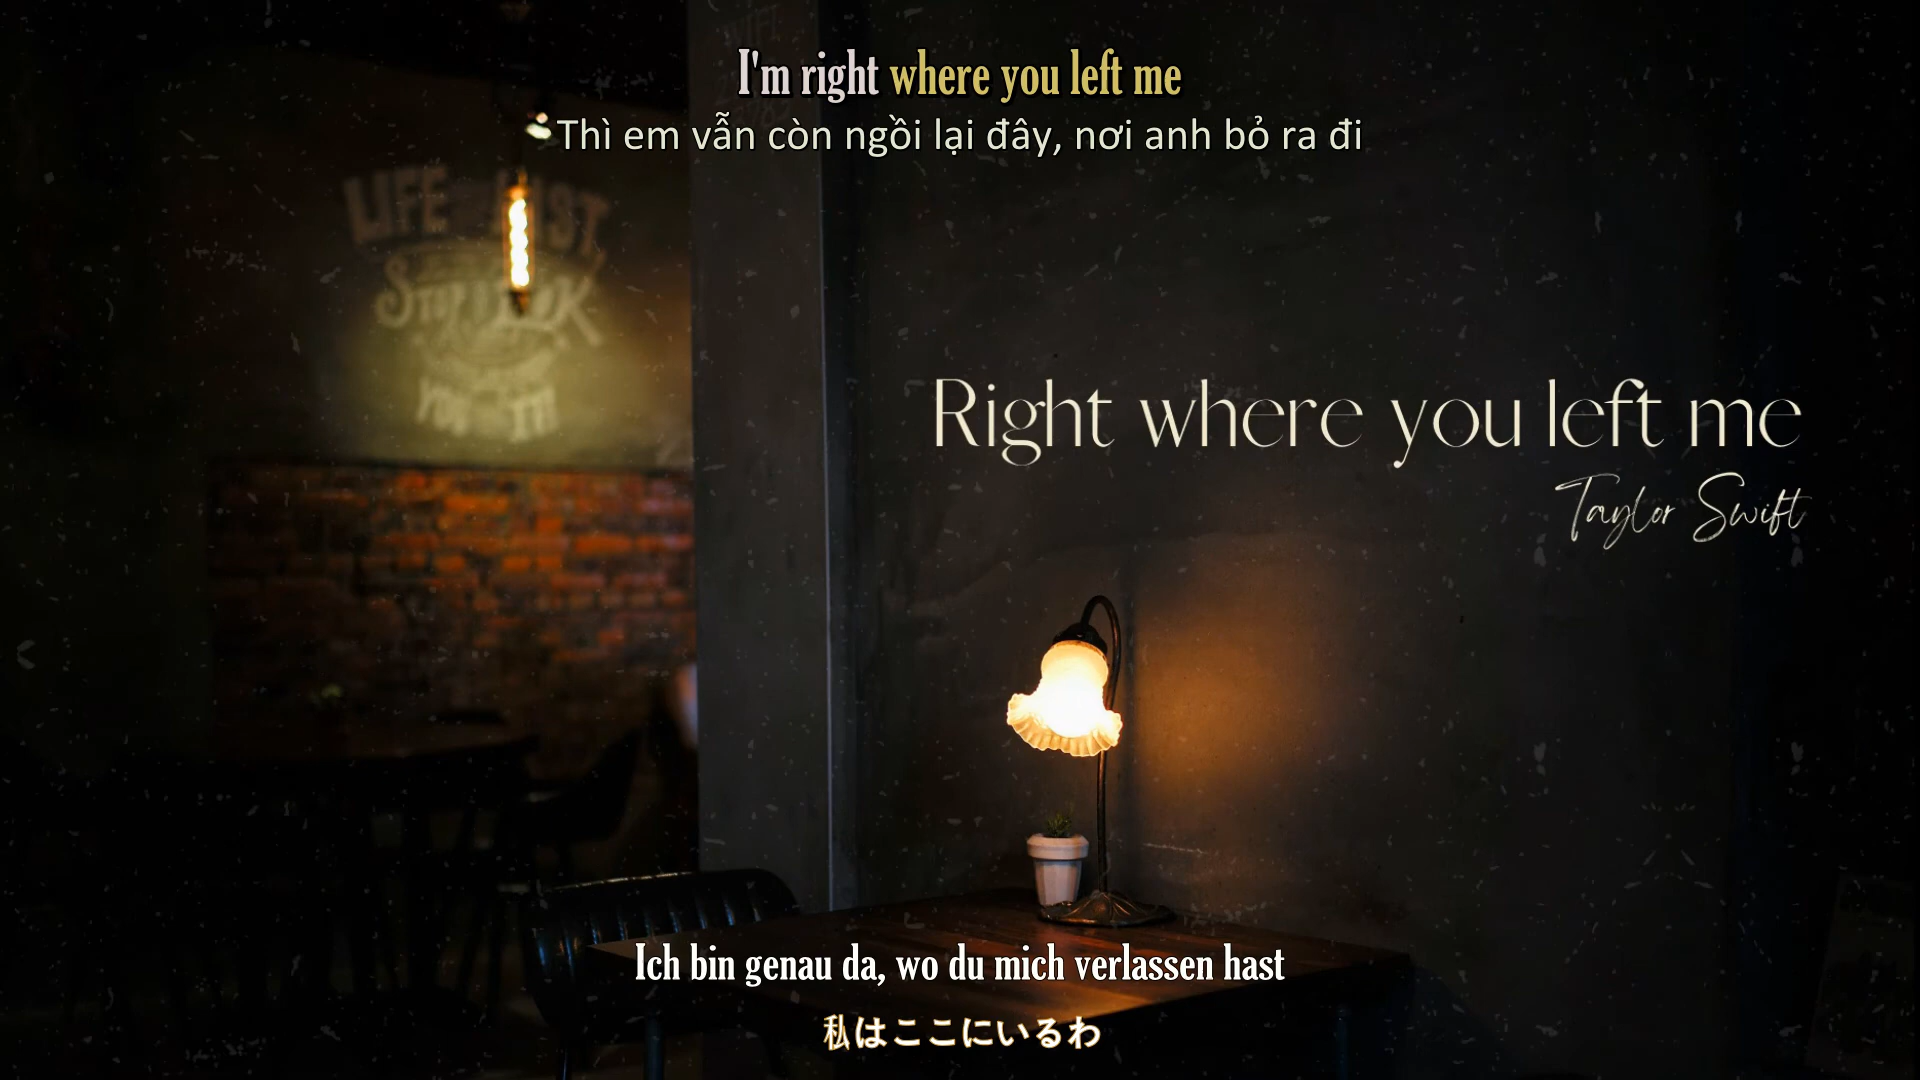 I'm right where you left me
Thì em vẫn còn ngồi lại đây, nơi anh bỏ ra đi
LIFE
Right where you left me
Taylor Swift
Ich bin genau da, wo du mich verlassen hast
私はここにいるわ